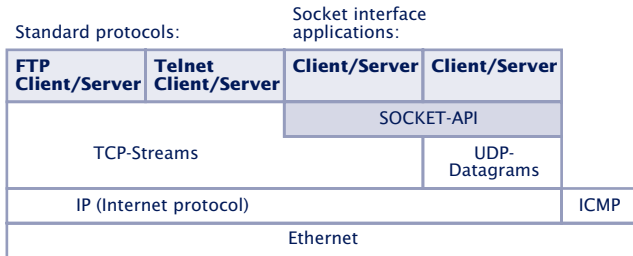 Standard protocols:
Socket interface
applications:
FTP
Client/Server
Telnet
Client/Server
Client/Server
Client/Server
SOCKET-API
TCP-Streams
UDP-
Datagrams
IP (Internet protocol)
ICMP
Ethernet